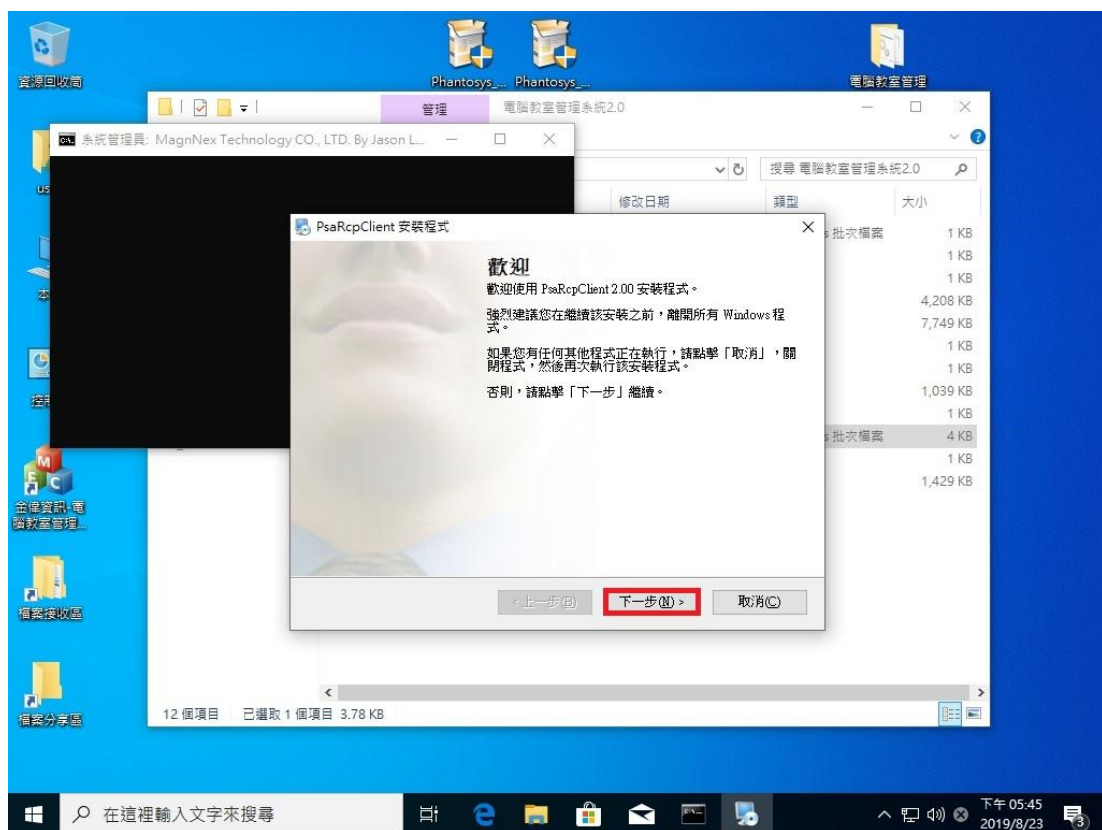 資源回收筒
Phantosys_...
Phantosys_...
電腦教室管理
管理
電腦教室管理系統2.0
系統管理員: MagnNex Technology CO., LTD. By Jason L...
搜尋 電腦教室管理系統2.0
修改日期
類型
大小
PsaRcpClient 安裝程式
s 批次檔案
1 KB
1 KB
1 KB
4,208 KB
7,749 KB
1 KB
1 KB
1,039 KB
1 KB
s 批次檔案
4 KB
1 KB
1,429 KB
歡迎
歡迎使用 PsaRcpClient 2.00 安裝程式。
強烈建議您在繼續該安裝之前，離開所有 Windows 程
式。
如果您有任何其他程式正在執行，請點擊「取消」，關
閉程式，然後再次執行該安裝程式。
否則，請點擊「下一步」繼續。
<上一步(B)
下一步(N) >
取消(C)
us
本
控制
金偉資訊-電
腦教室管理...
檔案接收區
檔案分享區
12 個項目
已選取 1 個項目 3.78 KB
在這裡輸入文字來搜尋
下午 05:45
2019/8/23
3